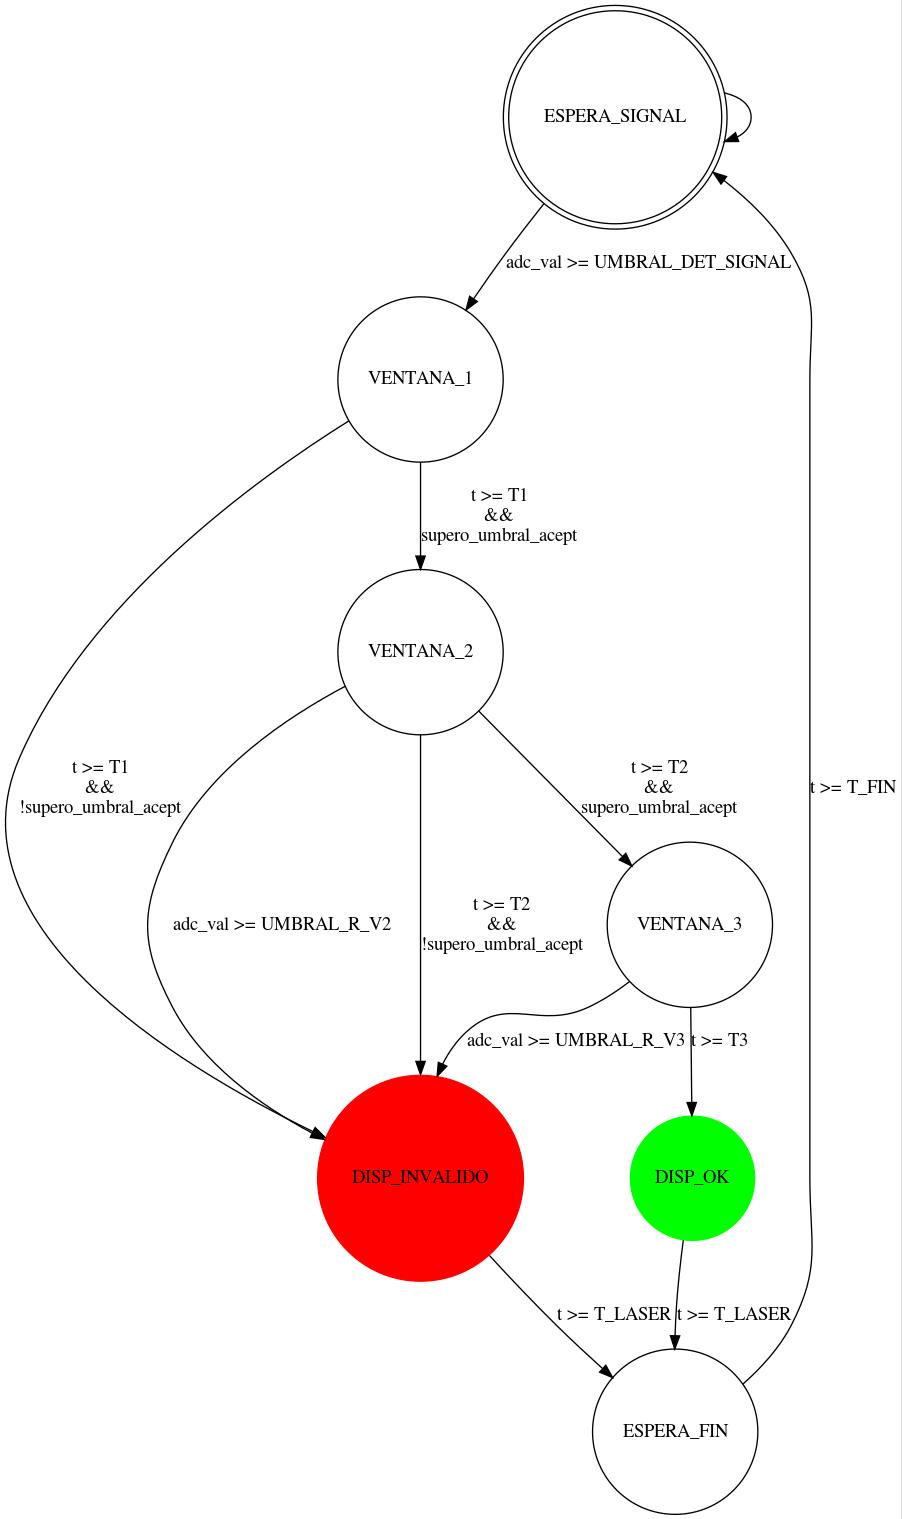 ESPERA_SIGNAL
adc_val >= UMBRAL_DET_SIGNAL
VENTANA_1
t >= T1
&&
supero_umbral_acept
VENTANA_2
t >= T1
&&
!supero_umbral_acept
t >= T2
&&
supero_umbral_acept
t >= T_FIN
adc_val >= UMBRAL_R_V2
t >= T2
&&
!supero_umbral_acept
VENTANA_3
adc_val >= UMBRAL_R_V3
t >= T3
DISP_INVALIDO
DISP_OK
t >= T_LASER
t >= T_LASER
ESPERA_FIN